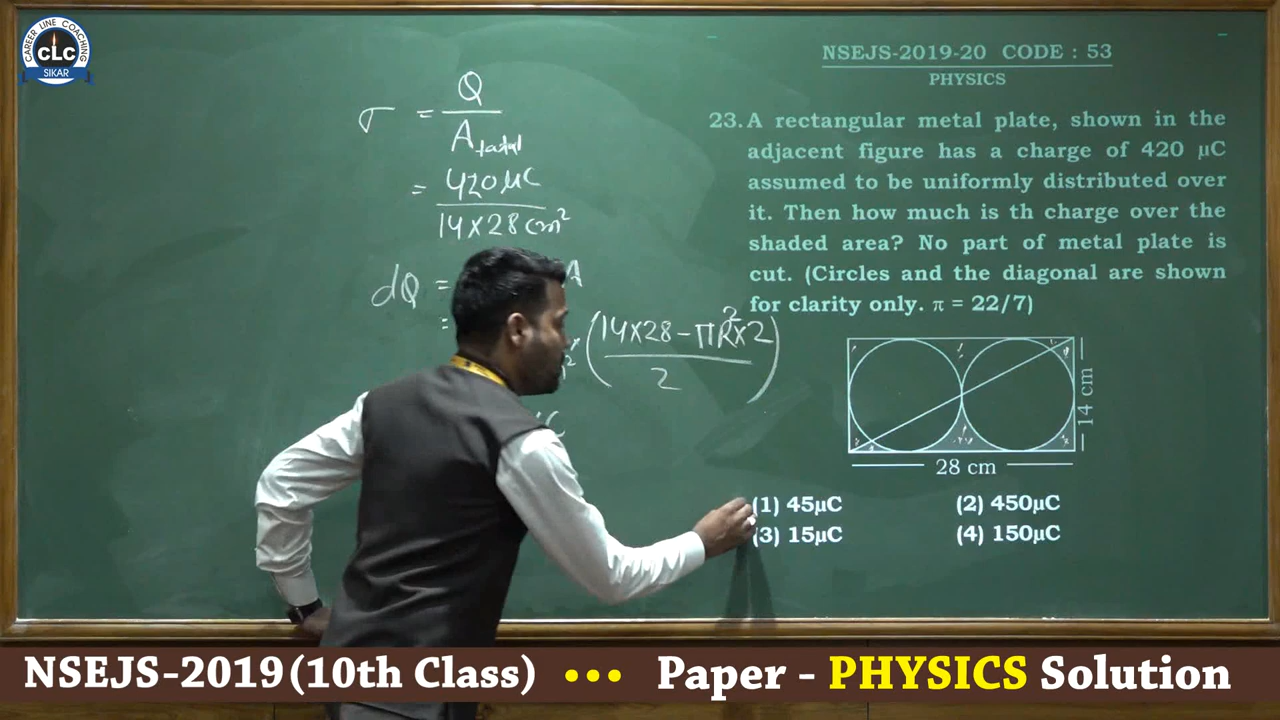 CAREER LINE COACHING
CLC
SIKAR
σ = Q
A total
= 420 μC
14×28 cm²
dQ =
=
(14×28 − πR²×2)
2
NSEJS-2019-20 CODE : 53
PHYSICS
23. A rectangular metal plate, shown in the
adjacent figure has a charge of 420 μC
assumed to be uniformly distributed over
it. Then how much is th charge over the
shaded area? No part of metal plate is
cut. (Circles and the diagonal are shown
for clarity only. π = 22/7)
14 cm
28 cm
(1) 45μC (2) 450μC
(3) 15μC (4) 150μC
NSEJS-2019(10th Class) ••• Paper - PHYSICS Solution